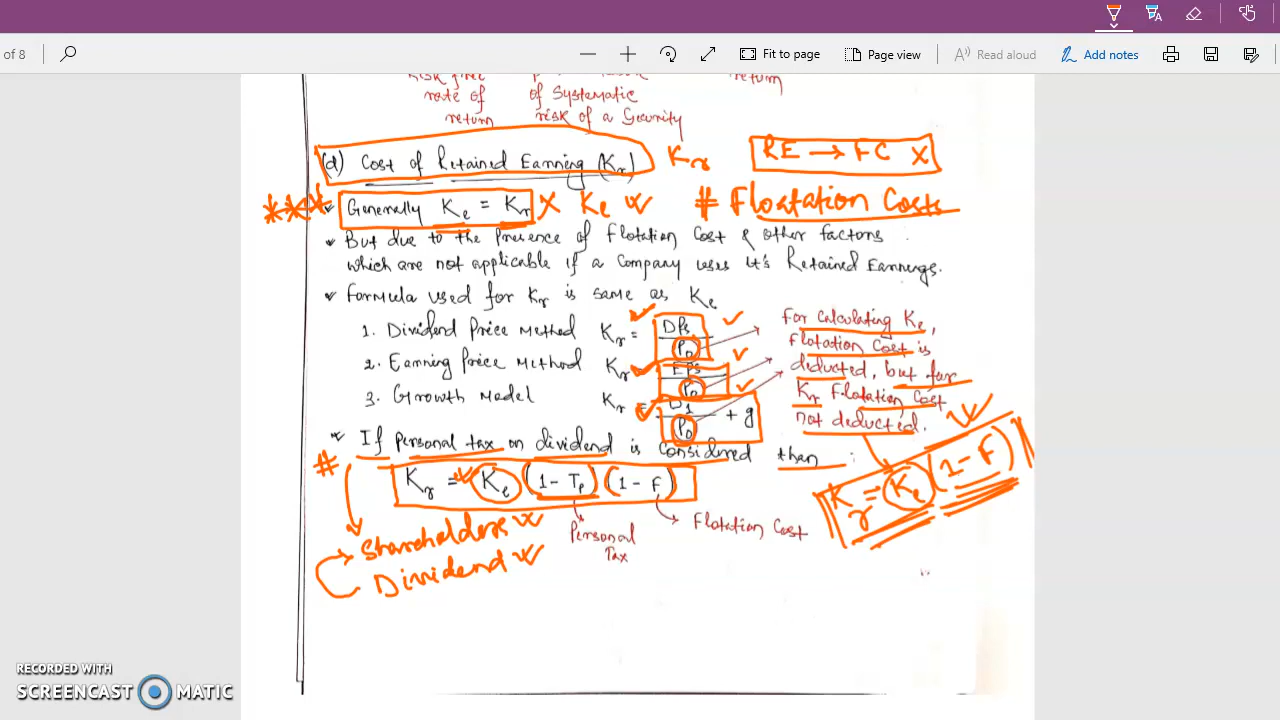 of 8
Fit to page
Page view
Read aloud
Add notes
Risk free
return
rate of
of Systematic
return
risk of a Security
(d) Cost of Retained Earning (Kr)
Kr
RE → FC X
Generally Ke = Kr
X Ke
# Floatation Costs
But due to the presence of Flotation Cost & other factors
which are not applicable if a Company uses it's Retained Earnings.
Formula used for Kr is same as Ke
1. Dividend Price Method Kr = DPS / P0
2. Earning Price Method Kr = EPS / P0
3. Growth Model Kr = D1 / P0 + g
For calculating Ke,
Flotation Cost is
deducted, but for
Kr Flotation Cost
not deducted.
Kr = Ke (1 - F)
If Personal tax on dividend is considered than :
#
Kr = Ke (1 - Tp) (1 - F)
Personal
Tax
Flotation Cost
Shareholders
Dividend
RECORDED WITH
SCREENCAST MATIC